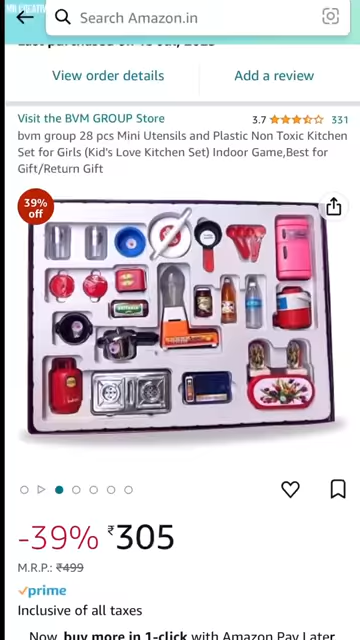 Search Amazon.in
View order details
Add a review
Visit the BVM GROUP Store
3.7
331
bvm group 28 pcs Mini Utensils and Plastic Non Toxic Kitchen
Set for Girls (Kid's Love Kitchen Set) Indoor Game,Best for
Gift/Return Gift
39%
off
-39% ₹305
M.R.P.: ₹499
prime
Inclusive of all taxes
Now, buy more in 1-click with Amazon Pay Later